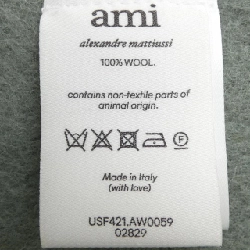 ami
alexandre mattiussi
100% WOOL.
contains non-textile parts of
animal origin.
F
Made in Italy
(with love)
USF421.AW0059
02829